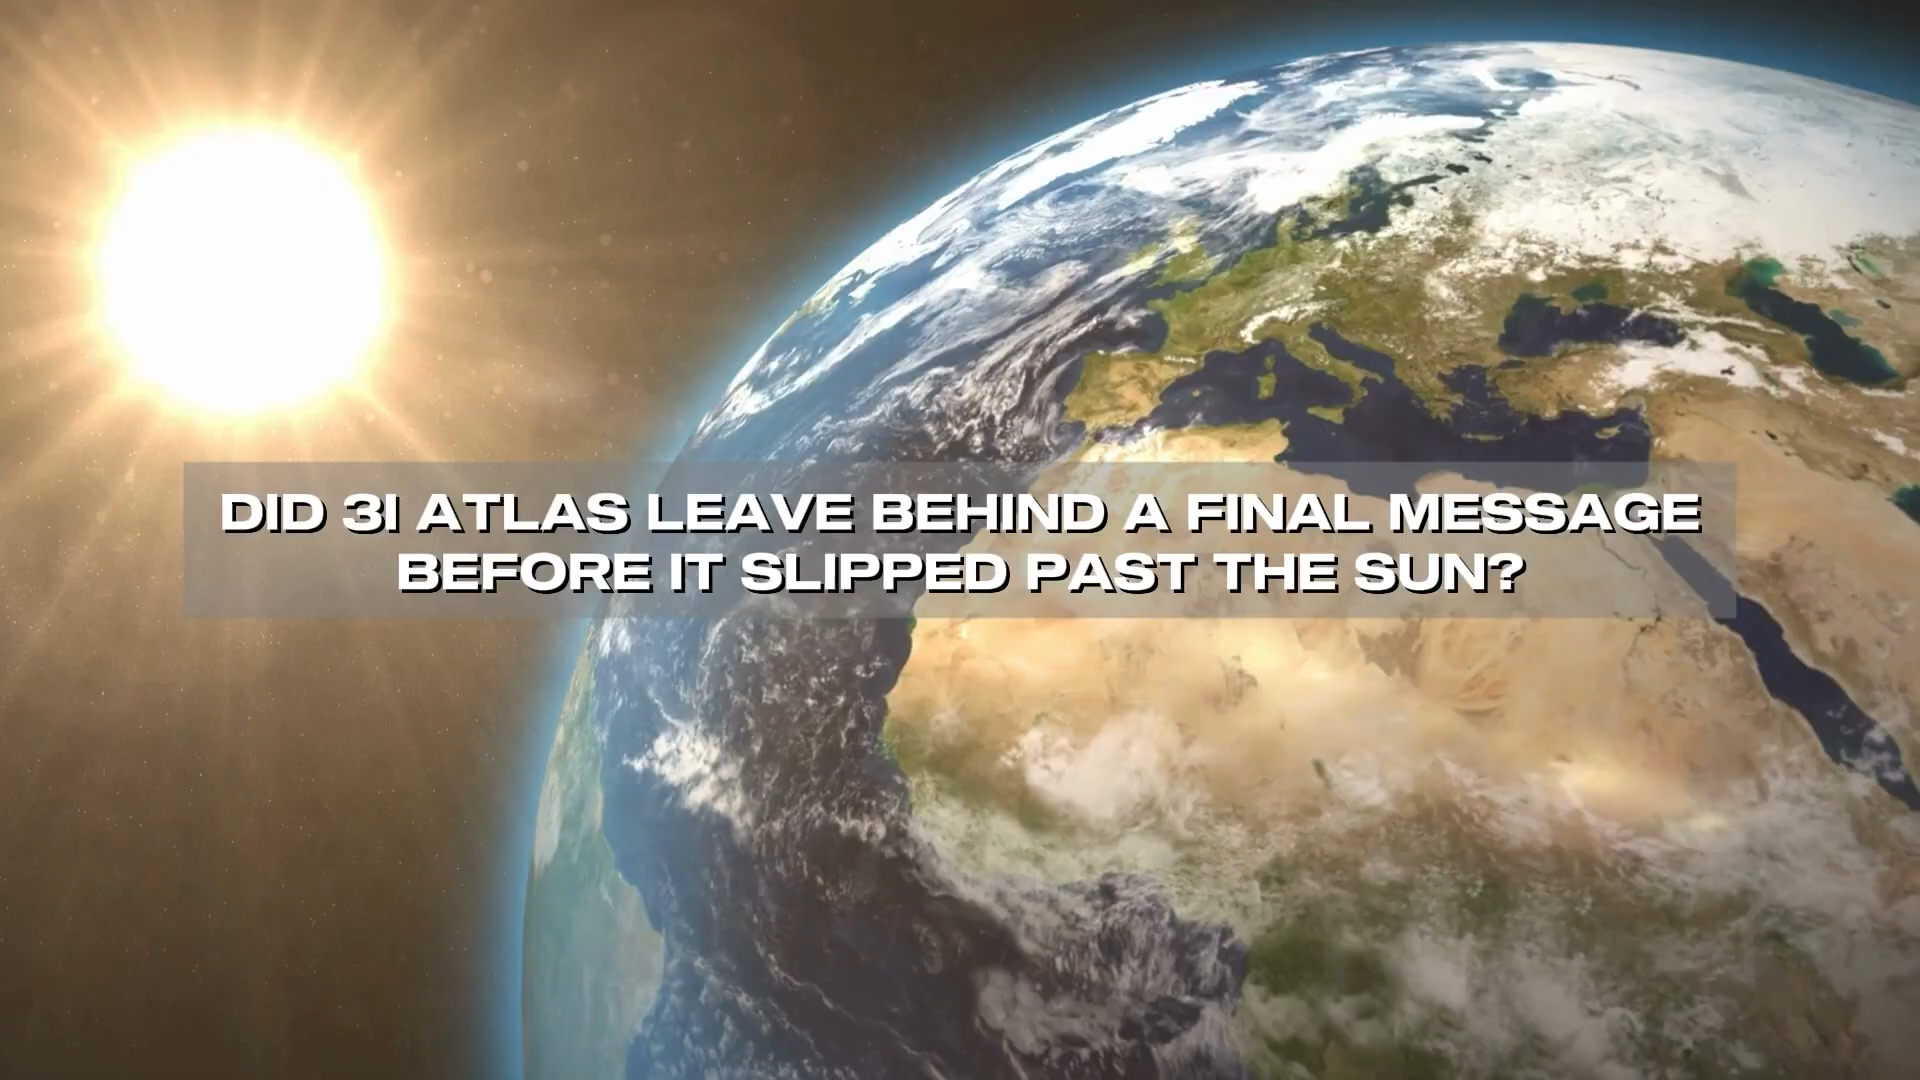 DID 3I ATLAS LEAVE BEHIND A FINAL MESSAGE
BEFORE IT SLIPPED PAST THE SUN?